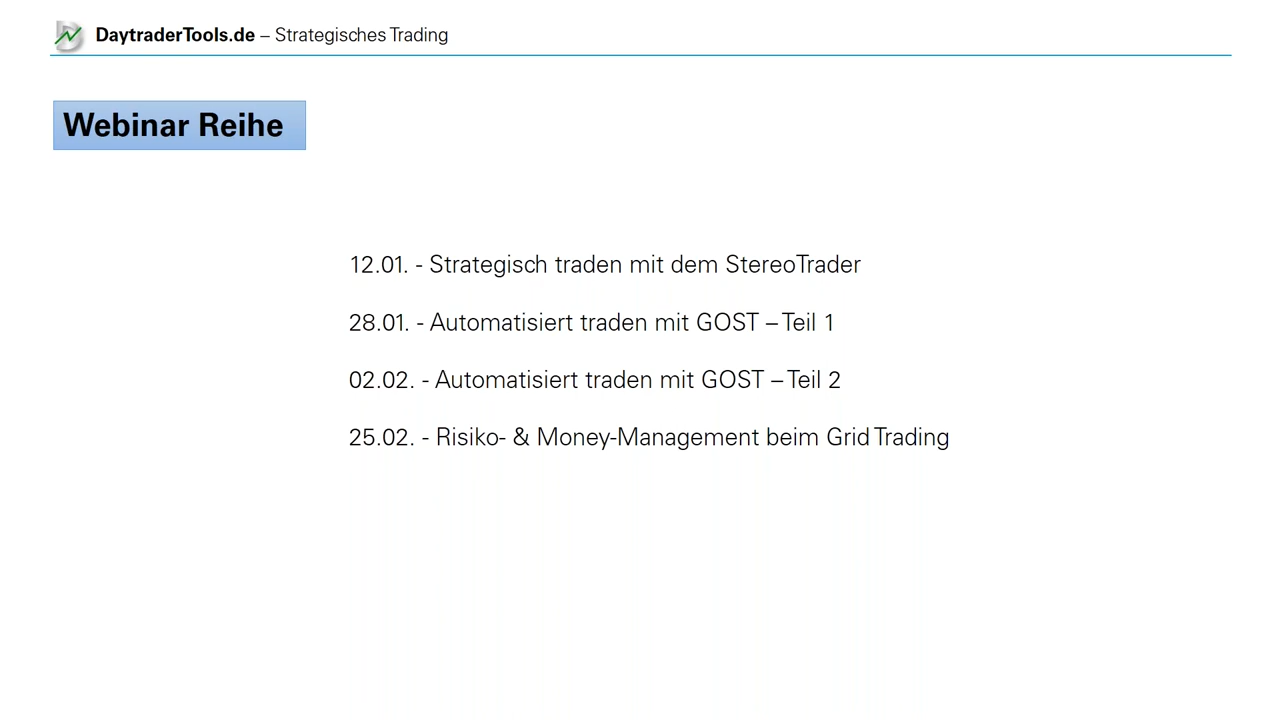 DaytraderTools.de – Strategisches Trading
Webinar Reihe
12.01. - Strategisch traden mit dem StereoTrader
28.01. - Automatisiert traden mit GOST – Teil 1
02.02. - Automatisiert traden mit GOST – Teil 2
25.02. - Risiko- & Money-Management beim Grid Trading